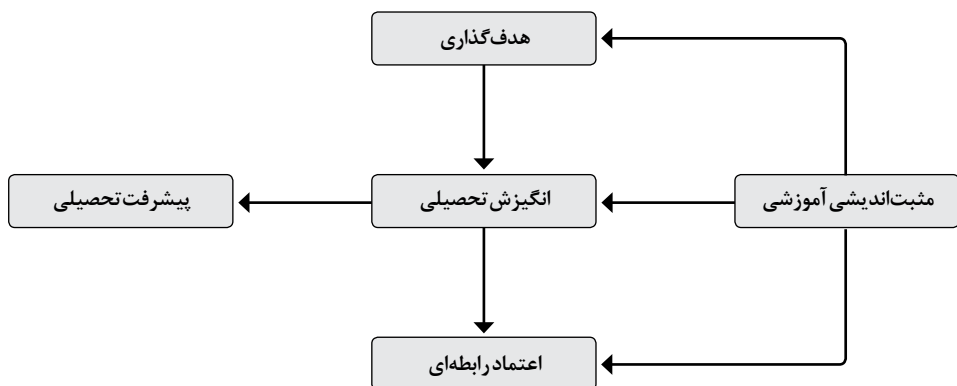 هدف‌گذاری
مثبت‌اندیشی آموزشی
انگیزش تحصیلی
پیشرفت تحصیلی
اعتماد رابطه‌ای